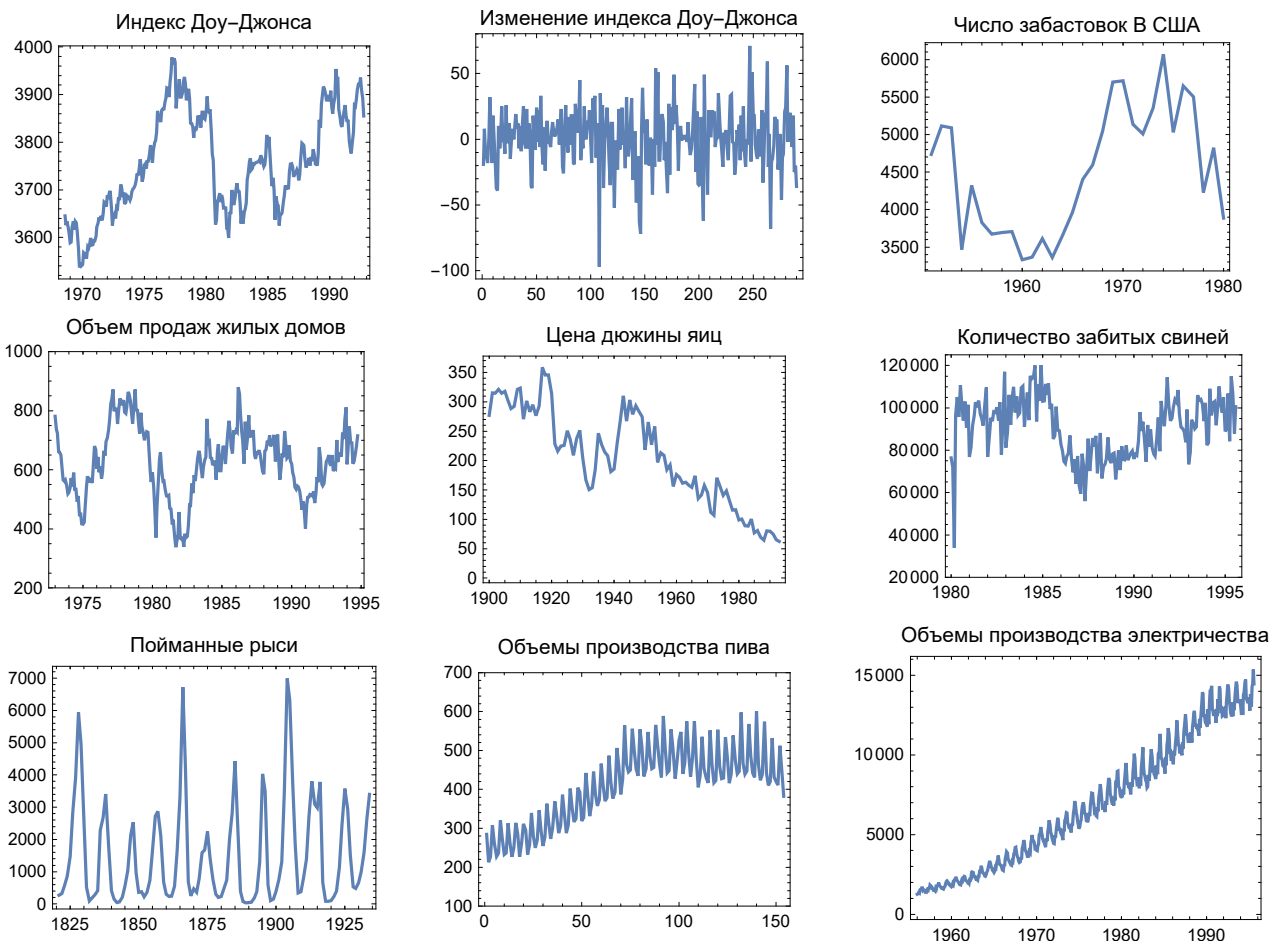 Индекс Доу–Джонса
4000
3900
3800
3700
3600
1970 1975 1980 1985 1990
Изменение индекса Доу–Джонса
50
0
−50
−100
0 50 100 150 200 250
Число забастовок В США
6000
5500
5000
4500
4000
3500
1960 1970 1980
Объем продаж жилых домов
1000
800
600
400
200
1975 1980 1985 1990 1995
Цена дюжины яиц
350
300
250
200
150
100
50
0
1900 1920 1940 1960 1980
Количество забитых свиней
120 000
100 000
80 000
60 000
40 000
20 000
1980 1985 1990 1995
Пойманные рыси
7000
6000
5000
4000
3000
2000
1000
0
1825 1850 1875 1900 1925
Объемы производства пива
700
600
500
400
300
200
100
0 50 100 150
Объемы производства электричества
15 000
10 000
5000
0
1960 1970 1980 1990